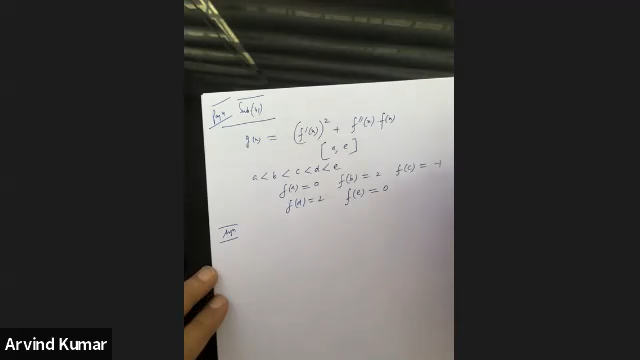 g(x) = (f'(x))² + f''(x) · f(x)
[a, e]
a < b < c < d < e
f(a) = 0 f(b) = 2 f(c) = -1
f(d) = 2 f(e) = 0
Arvind Kumar